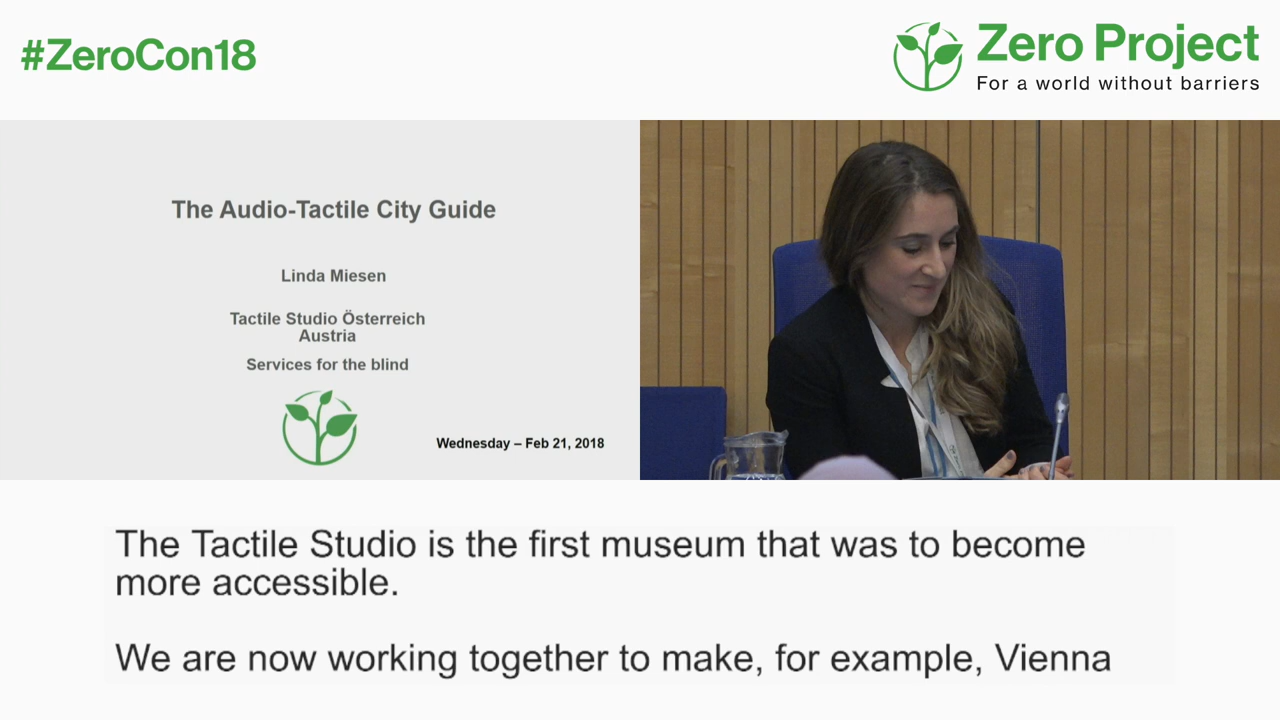 #ZeroCon18
Zero Project
For a world without barriers
The Audio-Tactile City Guide
Linda Miesen
Tactile Studio Österreich
Austria
Services for the blind
Wednesday – Feb 21, 2018
The Tactile Studio is the first museum that was to become
more accessible.
We are now working together to make, for example, Vienna